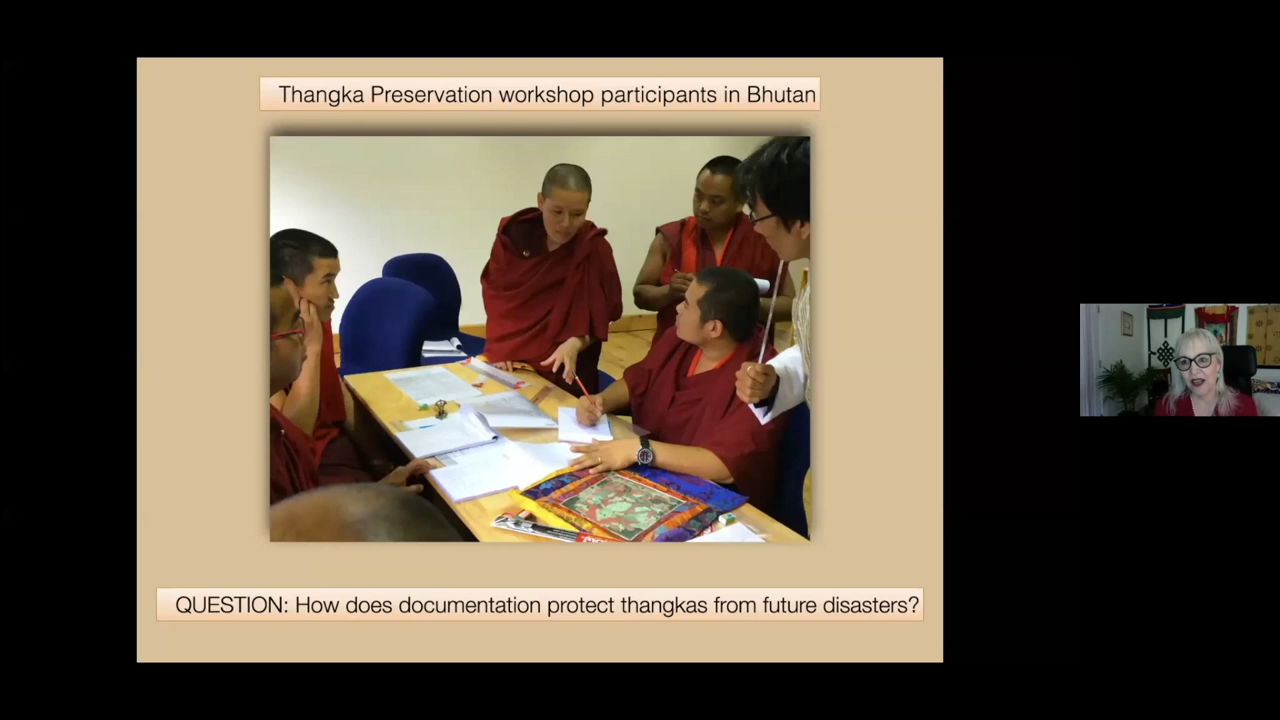 Thangka Preservation workshop participants in Bhutan
QUESTION: How does documentation protect thangkas from future disasters?